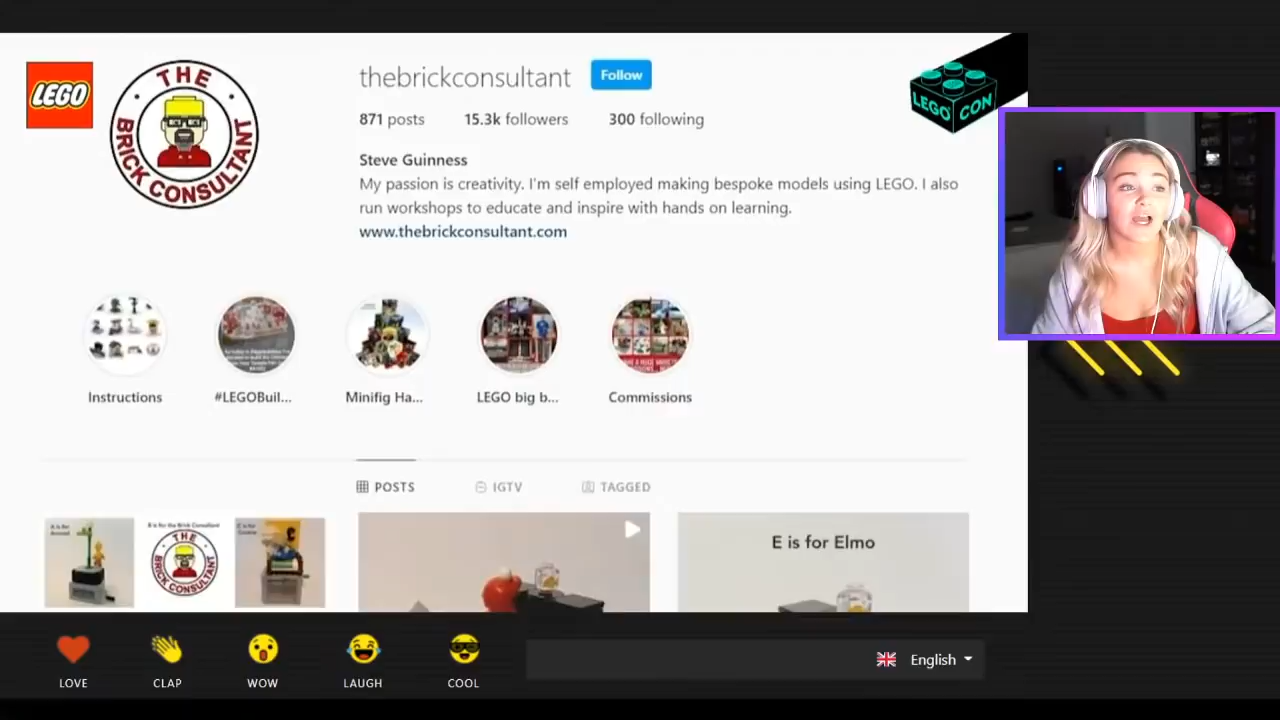 LEGO
THE
BRICK CONSULTANT
thebrickconsultant
Follow
LEGO CON
871 posts
15.3k followers
300 following
Steve Guinness
My passion is creativity. I'm self employed making bespoke models using LEGO. I also
run workshops to educate and inspire with hands on learning.
www.thebrickconsultant.com
Instructions
#LEGOBuil...
Minifig Ha...
LEGO big b...
Commissions
POSTS
IGTV
TAGGED
THE
BRICK CONSULTANT
E is for Elmo
LOVE
CLAP
WOW
LAUGH
COOL
English